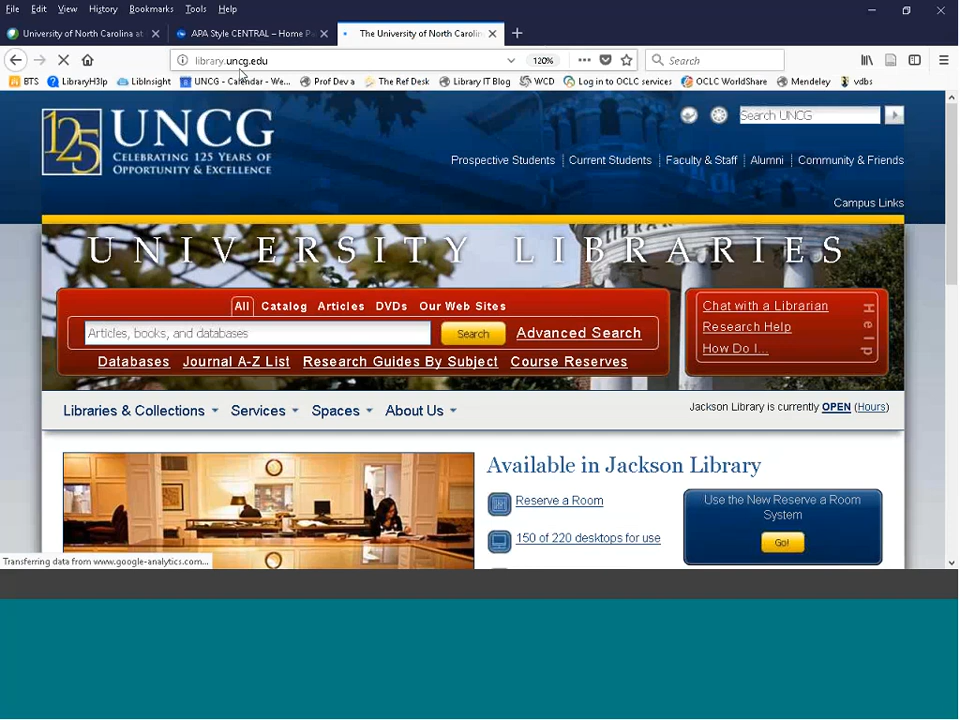 File Edit View History Bookmarks Tools Help
University of North Carolina at APA Style CENTRAL – Home P The University of North Carolin
library.uncg.edu 120% Search
BTS LibraryH3lp LibInsight UNCG - Calendar - We... Prof Dev a The Ref Desk Library IT Blog WCD Log in to OCLC services OCLC WorldShare Mendeley vdbs
125 UNCG
CELEBRATING 125 YEARS OF
OPPORTUNITY & EXCELLENCE
Search UNCG
Prospective Students Current Students Faculty & Staff Alumni Community & Friends
Campus Links
UNIVERSITY LIBRARIES
All Catalog Articles DVDs Our Web Sites
Articles, books, and databases Search Advanced Search
Databases Journal A-Z List Research Guides By Subject Course Reserves
Chat with a Librarian
Research Help
How Do I...
Help
Libraries & Collections Services Spaces About Us
Jackson Library is currently OPEN (Hours)
Available in Jackson Library
Reserve a Room
150 of 220 desktops for use
Use the New Reserve a Room
System
Go!
Transferring data from www.google-analytics.com...